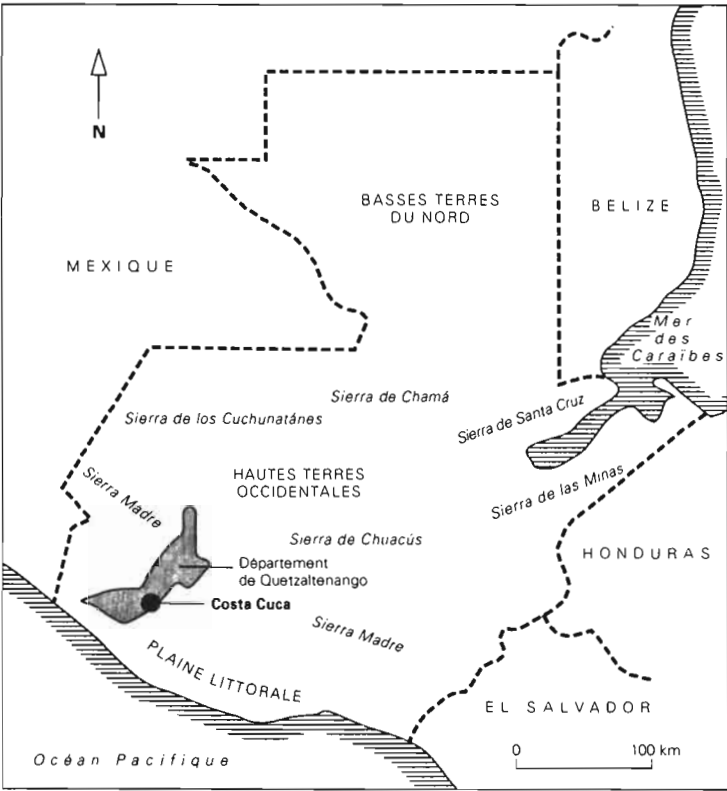 N
BASSES TERRES
DU NORD
BELIZE
MEXIQUE
Mer
des
Caraïbes
Sierra de Chamá
Sierra de los Cuchunatánes
Sierra de Santa Cruz
HAUTES TERRES
OCCIDENTALES
Sierra Madre
Sierra de las Minas
Sierra de Chuacús
HONDURAS
Département
de Quetzaltenango
Costa Cuca
Sierra Madre
PLAINE LITTORALE
EL SALVADOR
0 100 km
Océan Pacifique